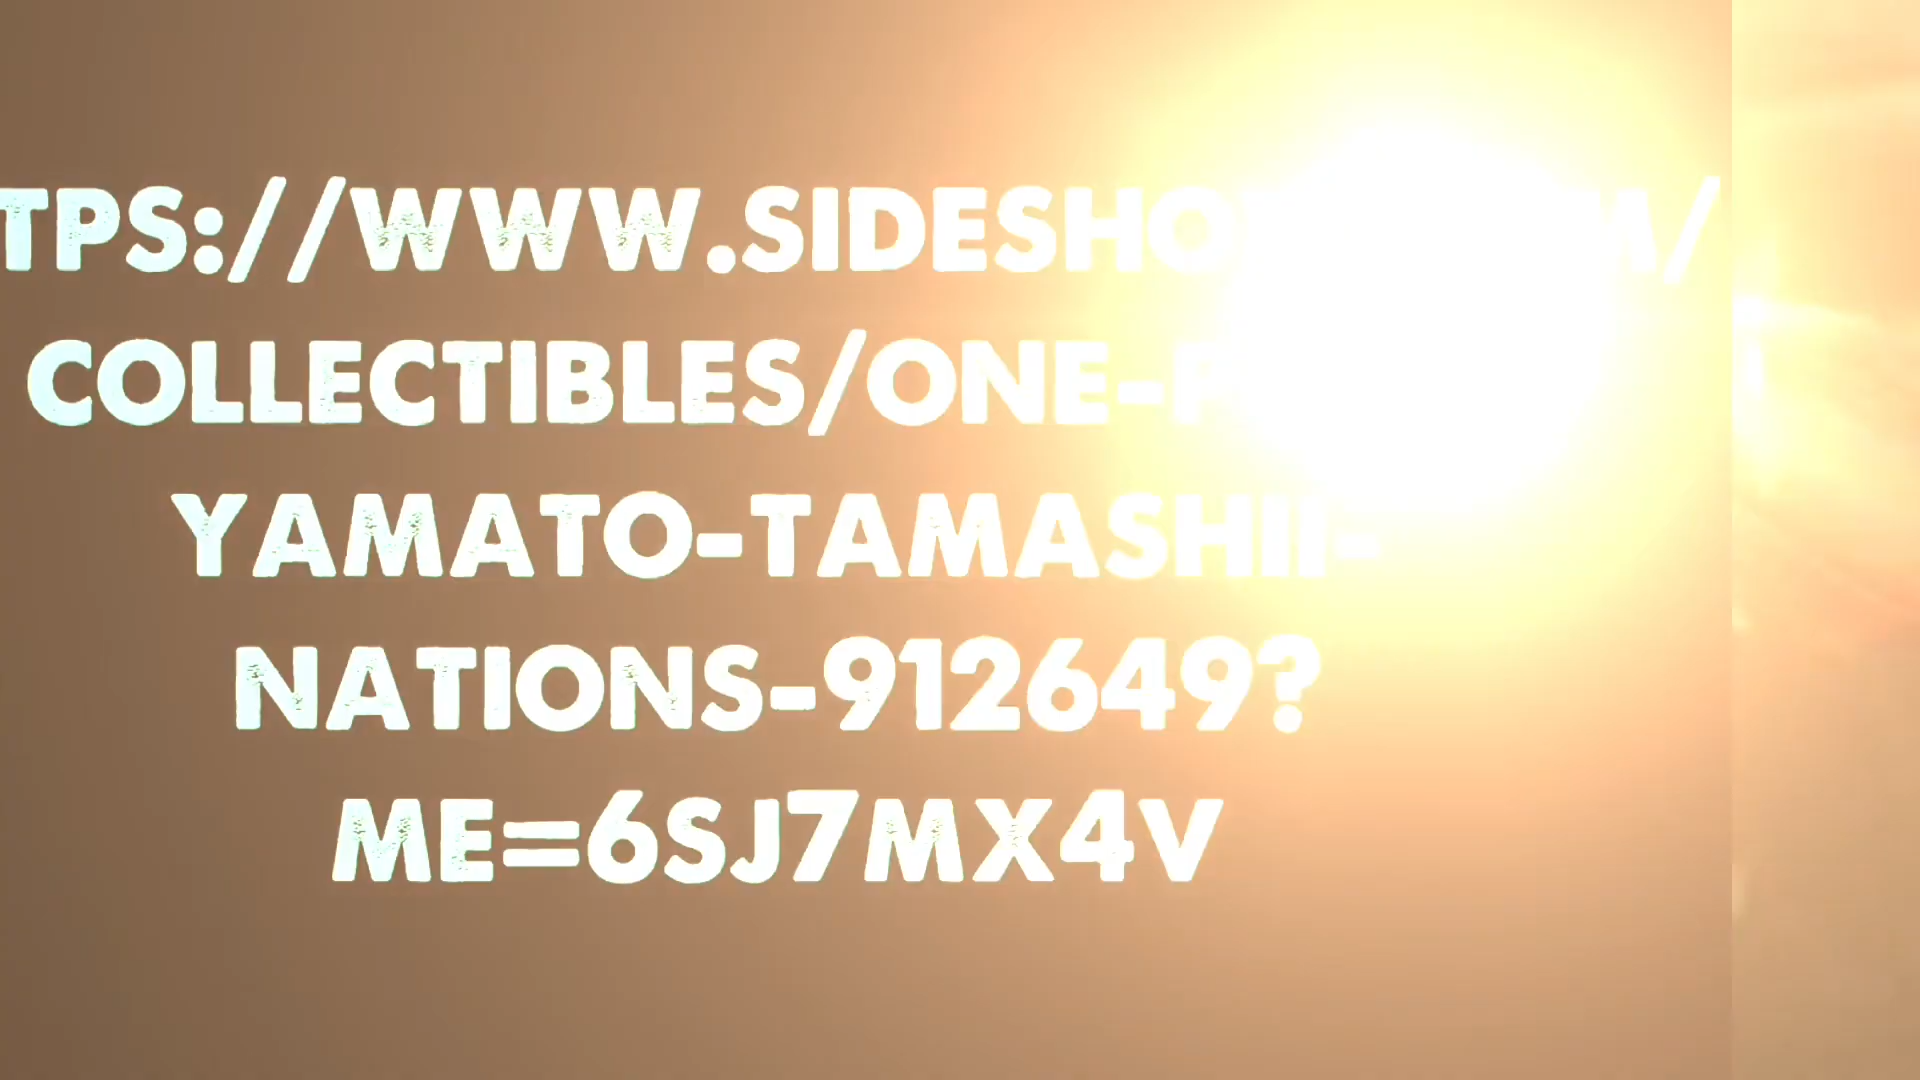 TPS://WWW.SIDESHO M/
COLLECTIBLES/ONE-P
YAMATO-TAMASHII-
NATIONS-912649?
ME=6SJ7MX4V